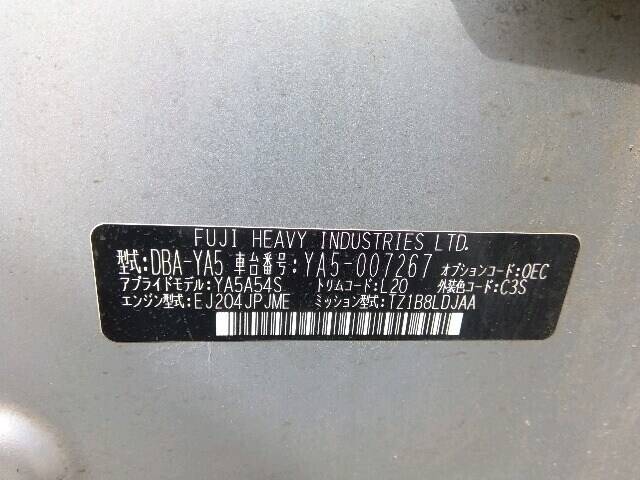 FUJI HEAVY INDUSTRIES LTD.
型式:DBA-YA5 車台番号:YA5-007267 オプションコード:OEC
アプライドモデル:YA5A54S トリムコード:L20 外装色コード:C3S
エンジン型式:EJ204JPJME ミッション型式:TZ1B8LDJAA